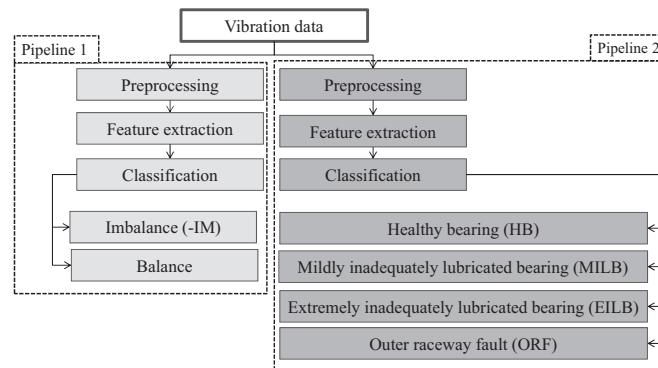 Vibration data
Pipeline 1
Pipeline 2
Preprocessing
Feature extraction
Classification
Imbalance (-IM)
Balance
Preprocessing
Feature extraction
Classification
Healthy bearing (HB)
Mildly inadequately lubricated bearing (MILB)
Extremely inadequately lubricated bearing (EILB)
Outer raceway fault (ORF)